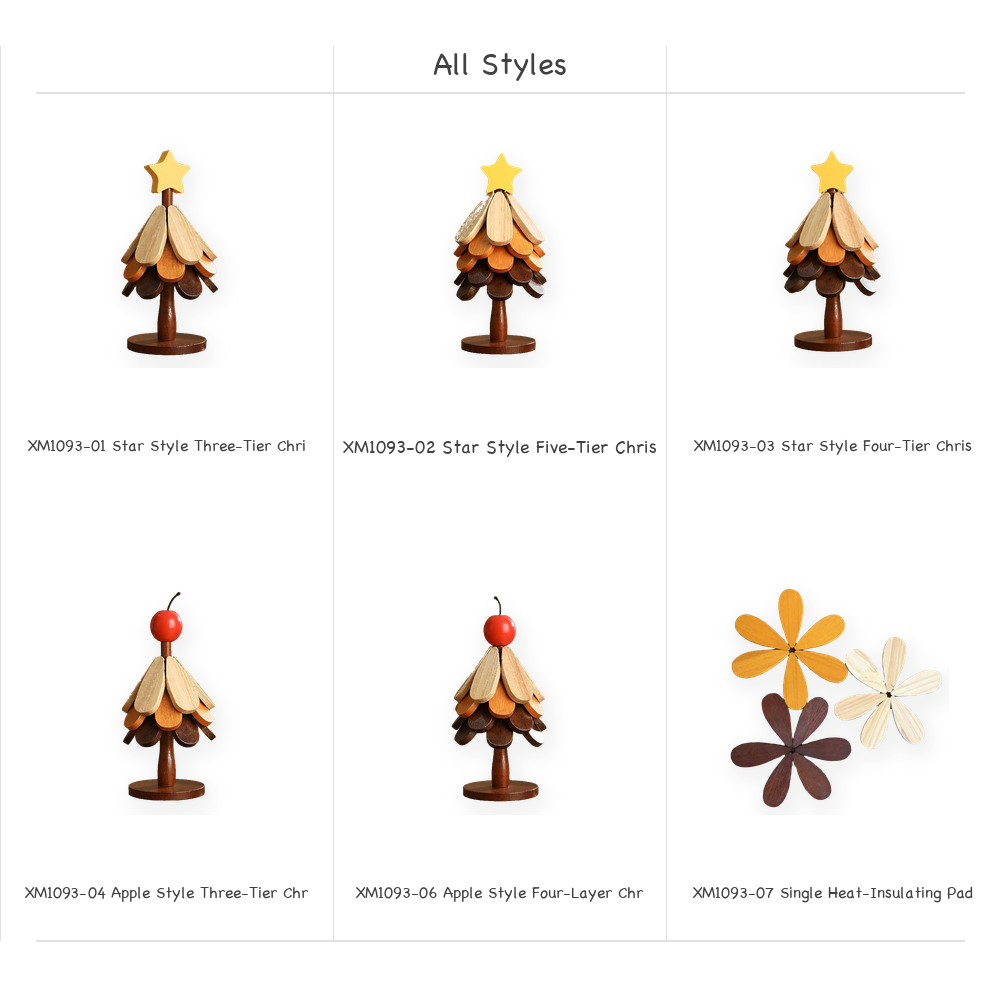 All Styles
XM1093-01 Star Style Three-Tier Chri
XM1093-02 Star Style Five-Tier Chris
XM1093-03 Star Style Four-Tier Chris
XM1093-04 Apple Style Three-Tier Chr
XM1093-06 Apple Style Four-Layer Chr
XM1093-07 Single Heat-Insulating Pad